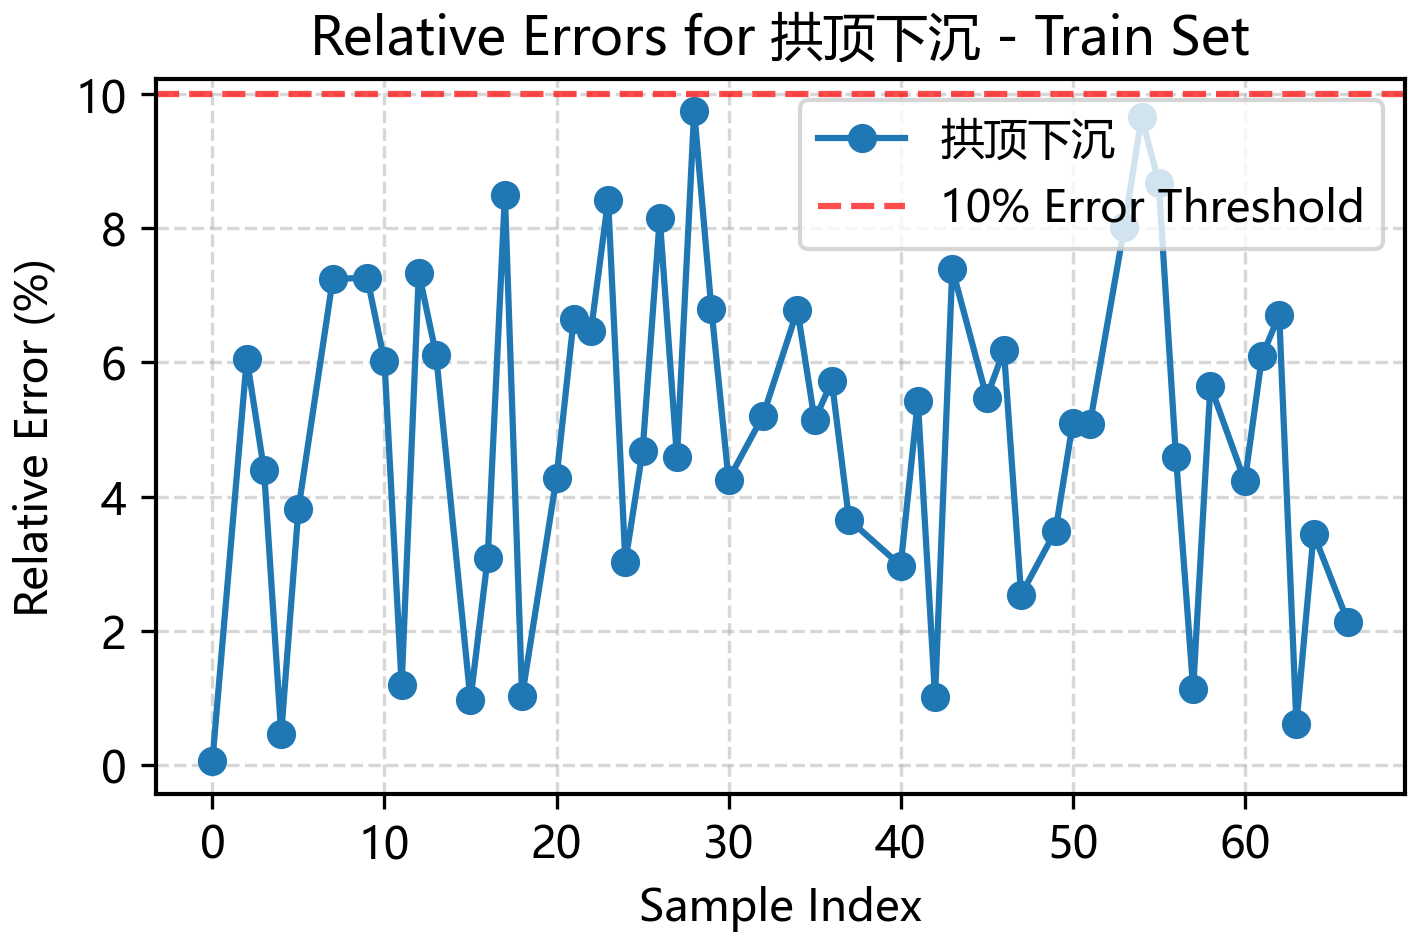 Relative Errors for 拱顶下沉 - Train Set
拱顶下沉
10% Error Threshold
Relative Error (%)
10
8
6
4
2
0
0 10 20 30 40 50 60
Sample Index